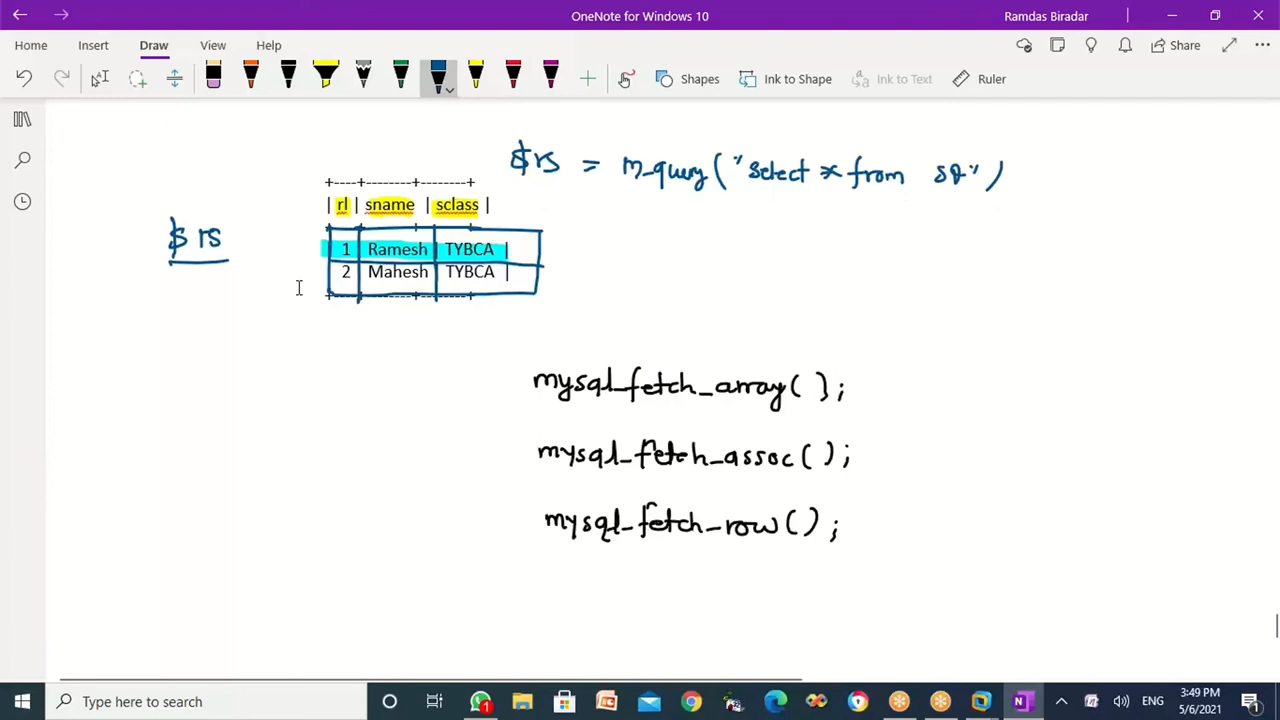 OneNote for Windows 10
Ramdas Biradar
Home Insert Draw View Help
Share
Shapes Ink to Shape Ink to Text Ruler
$rs = m_query("select * from
+----+--------+--------+
| rl | sname | sclass |
$rs
1 Ramesh TYBCA |
2 Mahesh TYBCA |
mysql_fetch_array();
mysql_fetch_assoc();
mysql_fetch_row();
Type here to search
1
ENG
3:49 PM
5/6/2021
1